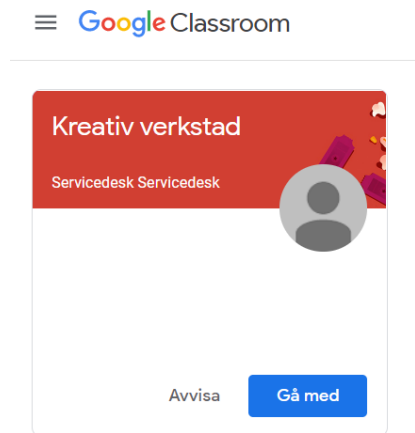 Google Classroom
Kreativ verkstad
Servicedesk Servicedesk
Avvisa Gå med